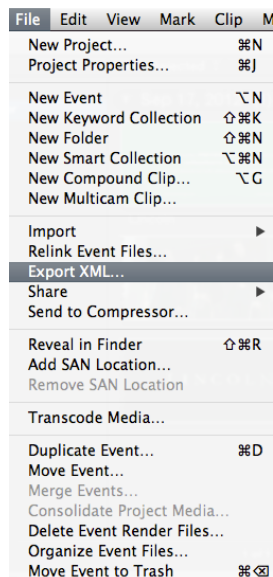 File Edit View Mark Clip M
New Project... ⌘N
Project Properties... ⌘J
New Event ⌥N
New Keyword Collection ⇧⌘K
New Folder ⇧⌘N
New Smart Collection ⌥⌘N
New Compound Clip... ⌥G
New Multicam Clip...
Import ▶
Relink Event Files...
Export XML...
Share ▶
Send to Compressor...
Reveal in Finder ⇧⌘R
Add SAN Location...
Remove SAN Location
Transcode Media...
Duplicate Event... ⌘D
Move Event...
Merge Events...
Consolidate Project Media...
Delete Event Render Files...
Organize Event Files...
Move Event to Trash ⌘⌫